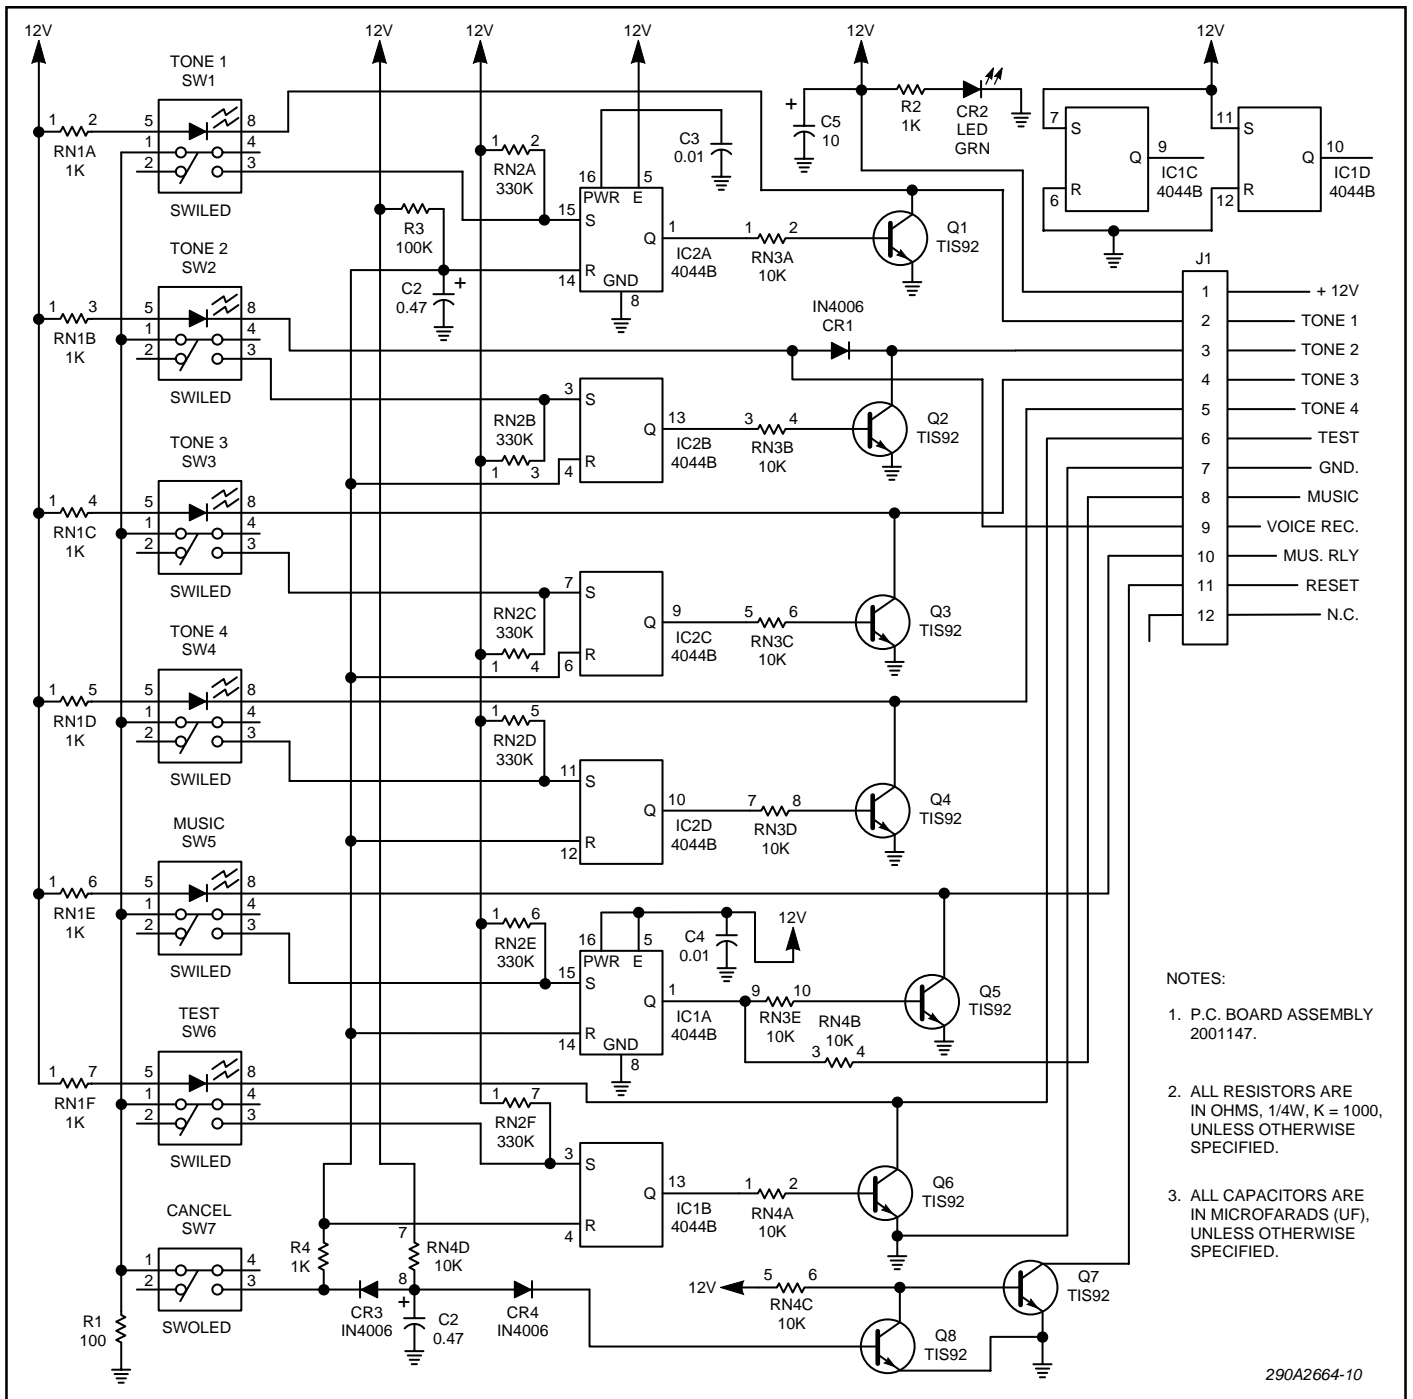 12V 12V 12V 12V 12V 12V
TONE 1
SW1
1 2
RN1A
1K
5 8
1 4
2 3
SWILED
TONE 2
SW2
1 3
RN1B
1K
5 8
1 4
2 3
SWILED
TONE 3
SW3
1 4
RN1C
1K
5 8
1 4
2 3
SWILED
TONE 4
SW4
1 5
RN1D
1K
5 8
1 4
2 3
SWILED
MUSIC
SW5
1 6
RN1E
1K
5 8
1 4
2 3
SWILED
TEST
SW6
1 7
RN1F
1K
5 8
1 4
2 3
SWILED
CANCEL
SW7
1 4
2 3
SWOLED
R1
100
R3
100K
C2
0.47
+
1 2
RN2A
330K
16 5
PWR E
15 S
Q 1
R
14 GND
8
IC2A
4044B
C3
0.01
1 2
RN3A
10K
Q1
TIS92
+
C5
10
R2
1K
CR2
LED
GRN
7 S
Q 9
R
6
IC1C
4044B
11 S
Q 10
R
12
IC1D
4044B
IN4006
CR1
RN2B
330K
1 3
3 S
Q 13
4 R
IC2B
4044B
3 4
RN3B
10K
Q2
TIS92
RN2C
330K
1 4
7 S
Q 9
6 R
IC2C
4044B
5 6
RN3C
10K
Q3
TIS92
1 5
RN2D
330K
11 S
Q 10
R
12
IC2D
4044B
7 8
RN3D
10K
Q4
TIS92
1 6
RN2E
330K
16 5
PWR E
15 S
Q 1
R
14 GND
8
IC1A
4044B
C4
0.01
12V
9 10
RN3E
10K
RN4B
10K
3 4
Q5
TIS92
1 7
RN2F
330K
3 S
Q 13
R
4
IC1B
4044B
1 2
RN4A
10K
Q6
TIS92
R4
1K
7
RN4D
10K
8
CR3
IN4006
+
C2
0.47
CR4
IN4006
12V
5 6
RN4C
10K
Q7
TIS92
Q8
TIS92
J1
1 + 12V
2 TONE 1
3 TONE 2
4 TONE 3
5 TONE 4
6 TEST
7 GND.
8 MUSIC
9 VOICE REC.
10 MUS. RLY
11 RESET
12 N.C.
NOTES:
1. P.C. BOARD ASSEMBLY
2001147.
2. ALL RESISTORS ARE
IN OHMS, 1/4W, K = 1000,
UNLESS OTHERWISE
SPECIFIED.
3. ALL CAPACITORS ARE
IN MICROFARADS (UF),
UNLESS OTHERWISE
SPECIFIED.
290A2664-10